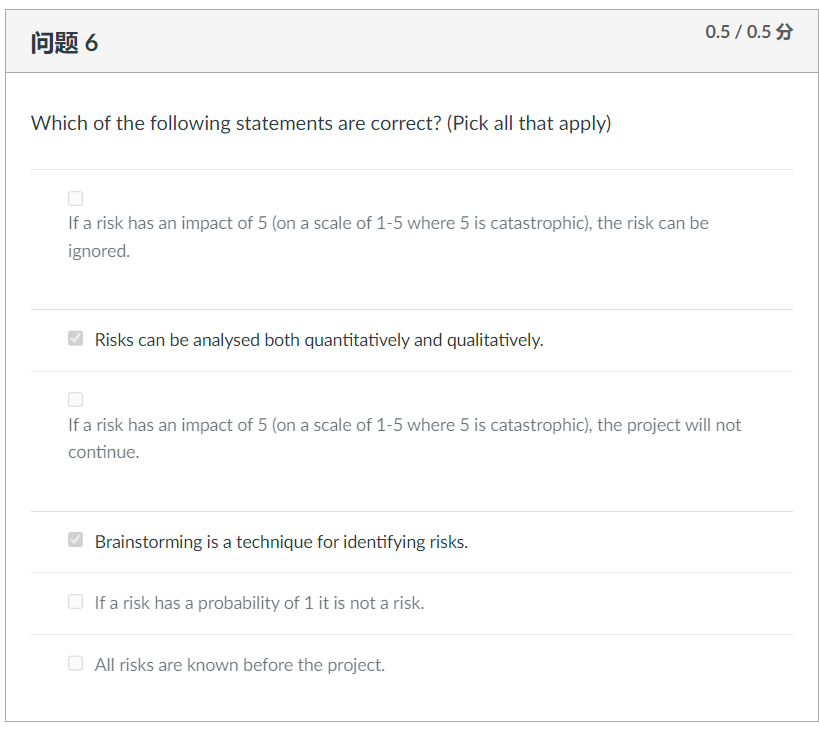 问题 6
0.5 / 0.5 分
Which of the following statements are correct? (Pick all that apply)
If a risk has an impact of 5 (on a scale of 1-5 where 5 is catastrophic), the risk can be
ignored.
Risks can be analysed both quantitatively and qualitatively.
If a risk has an impact of 5 (on a scale of 1-5 where 5 is catastrophic), the project will not
continue.
Brainstorming is a technique for identifying risks.
If a risk has a probability of 1 it is not a risk.
All risks are known before the project.